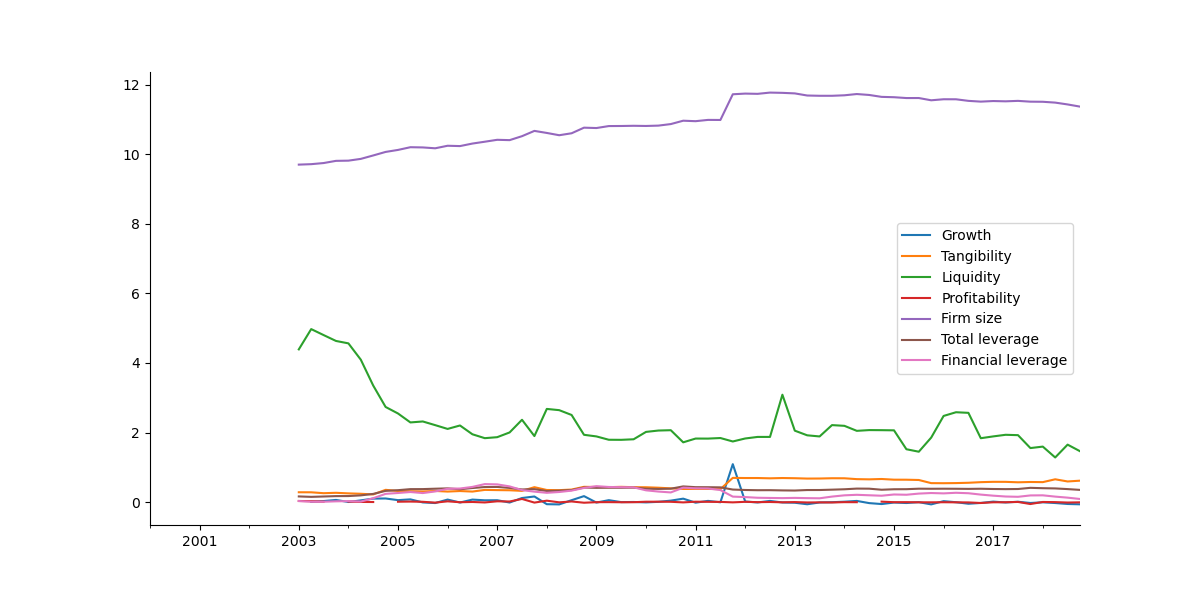 12
10
8
6
4
2
0
Growth
Tangibility
Liquidity
Profitability
Firm size
Total leverage
Financial leverage
2001 2003 2005 2007 2009 2011 2013 2015 2017